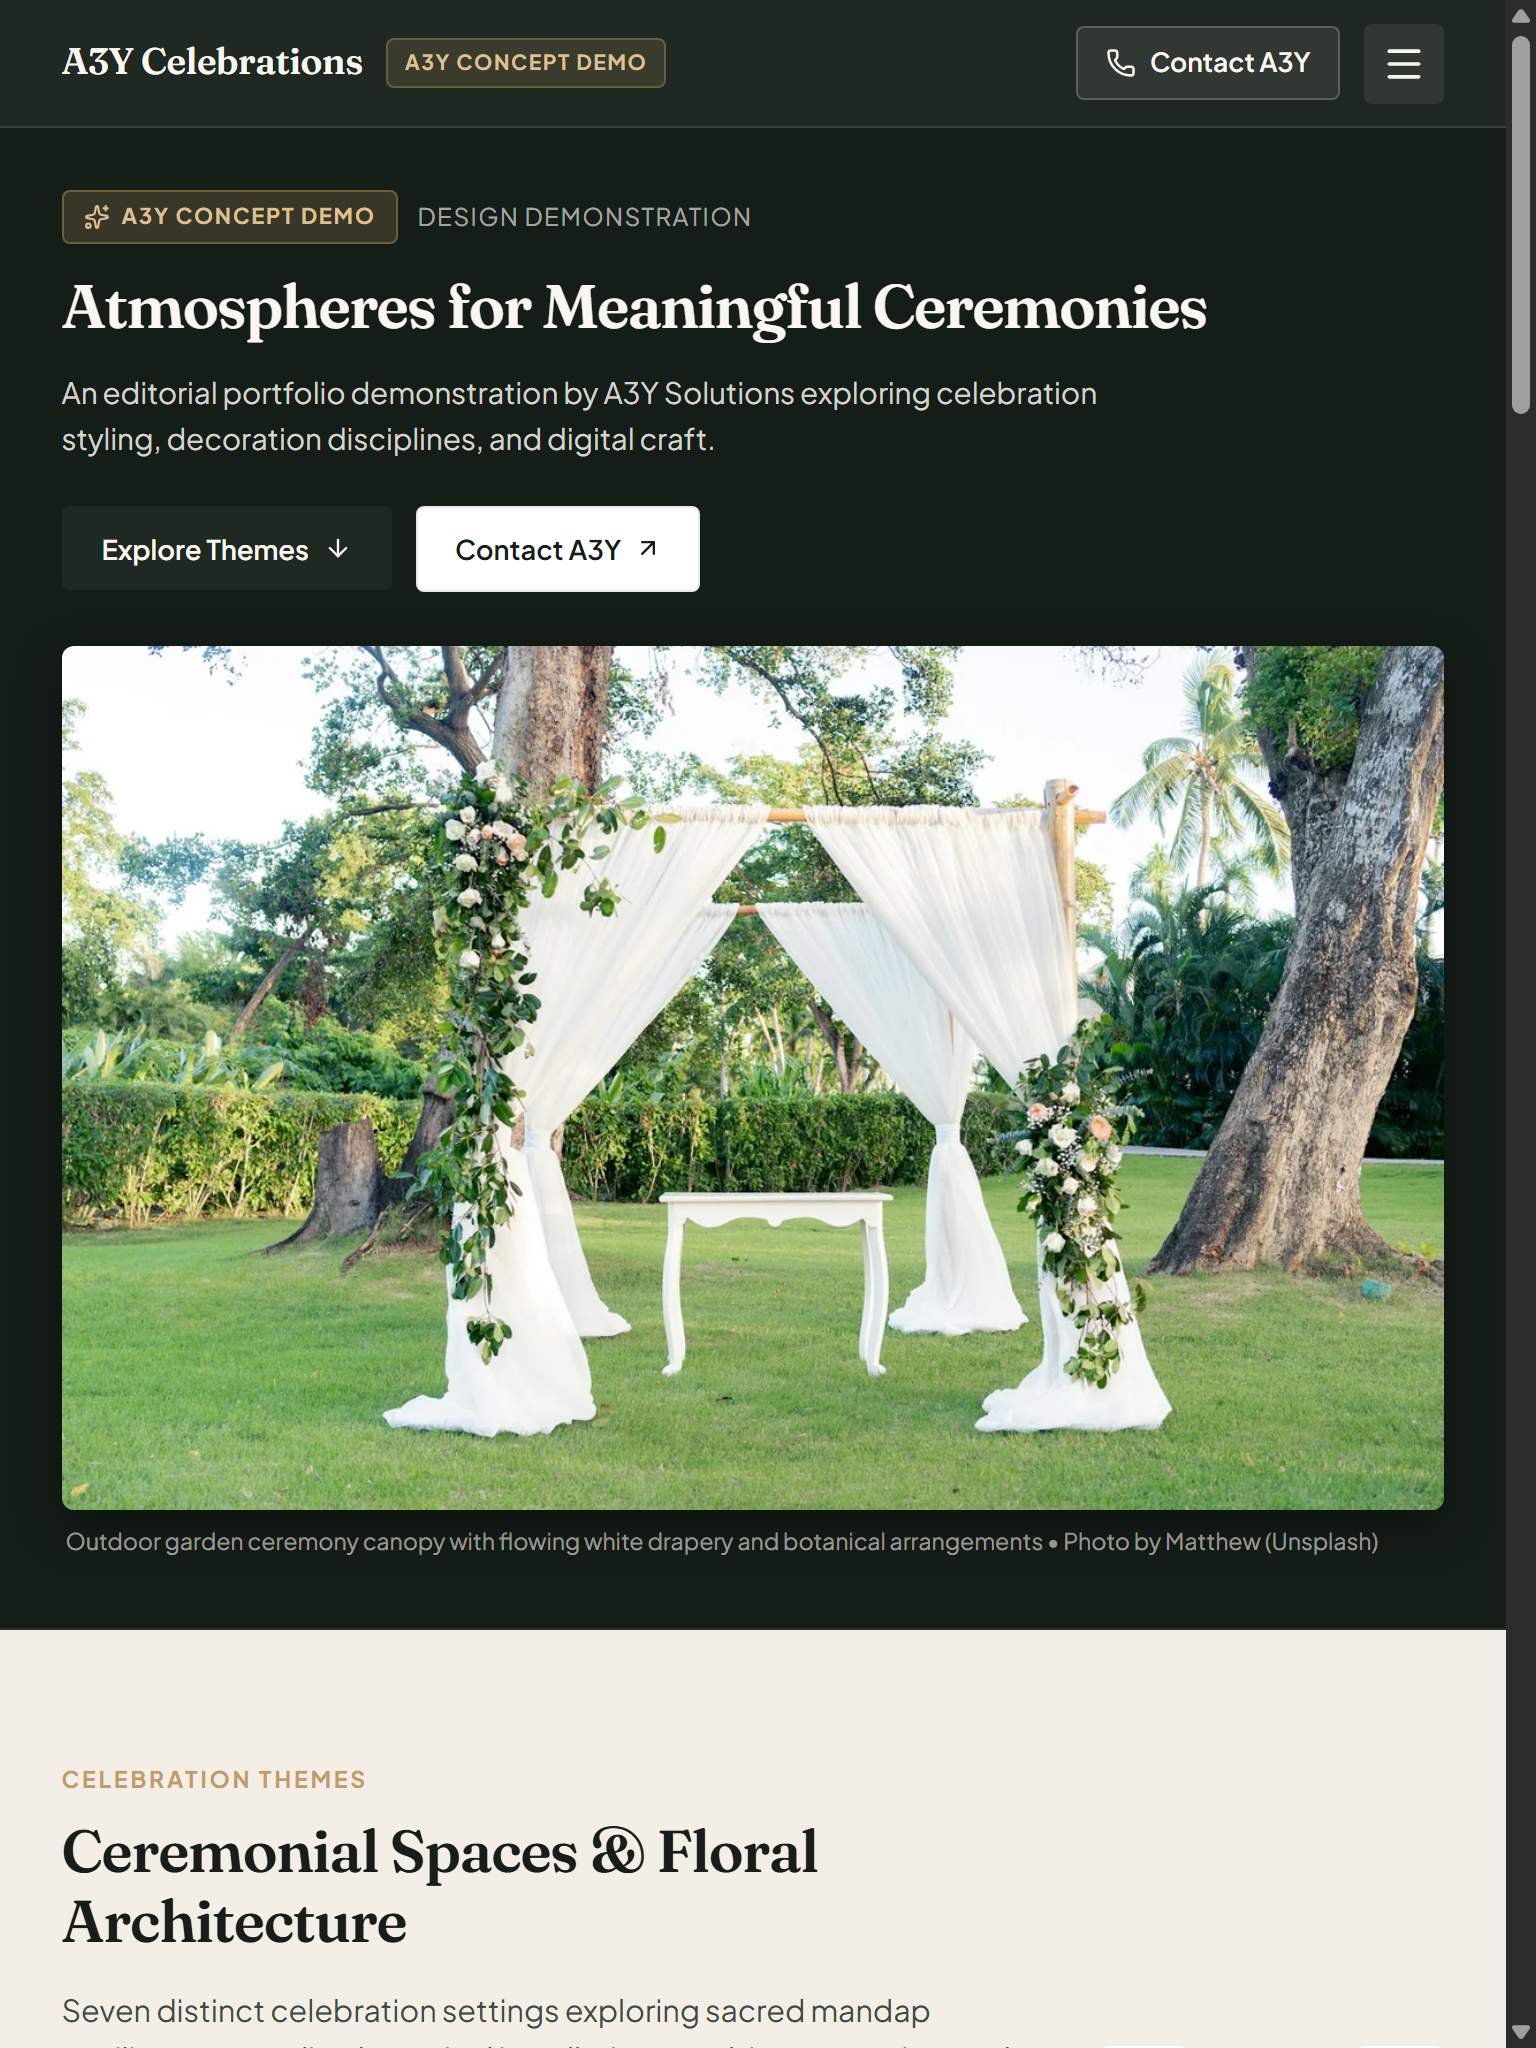 A3Y Celebrations
A3Y CONCEPT DEMO
Contact A3Y
A3Y CONCEPT DEMO
DESIGN DEMONSTRATION
Atmospheres for Meaningful Ceremonies
An editorial portfolio demonstration by A3Y Solutions exploring celebration
styling, decoration disciplines, and digital craft.
Explore Themes ↓
Contact A3Y ↗
Outdoor garden ceremony canopy with flowing white drapery and botanical arrangements • Photo by Matthew (Unsplash)
CELEBRATION THEMES
Ceremonial Spaces & Floral
Architecture
Seven distinct celebration settings exploring sacred mandap